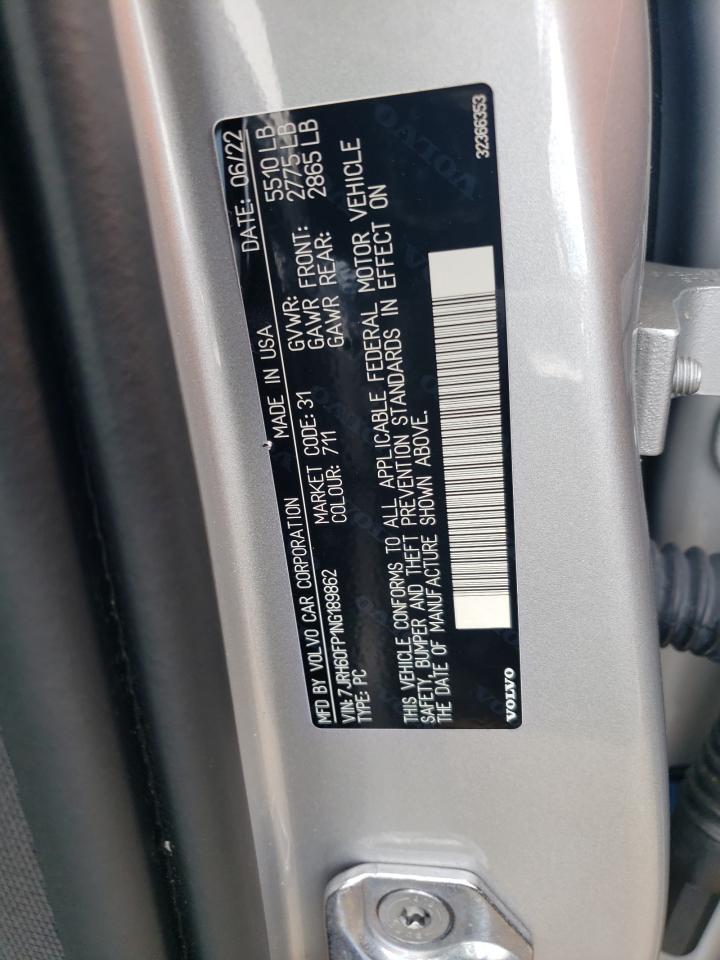 MFD BY VOLVO CAR CORPORATION MADE IN USA DATE: 06/22
VIN: 7JRH60FP1NG189862
TYPE: PC
MARKET CODE: 31
COLOUR: 711
GVWR: 5510 LB
GAWR FRONT: 2775 LB
GAWR REAR: 2865 LB
THIS VEHICLE CONFORMS TO ALL APPLICABLE FEDERAL MOTOR VEHICLE
SAFETY, BUMPER AND THEFT PREVENTION STANDARDS IN EFFECT ON
THE DATE OF MANUFACTURE SHOWN ABOVE.
VOLVO
32366353